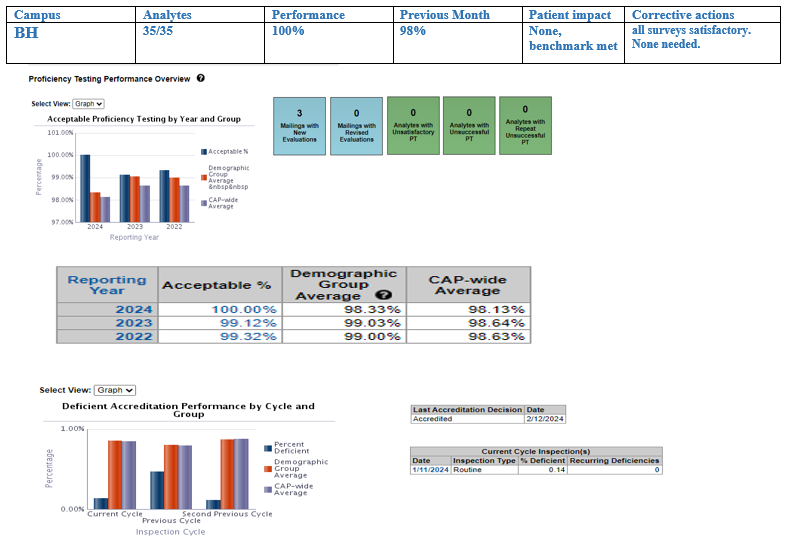 Campus Analytes Performance Previous Month Patient impact Corrective actions
BH 35/35 100% 98% None, all surveys satisfactory.
benchmark met None needed.
Proficiency Testing Performance Overview ?
Select View: Graph
Acceptable Proficiency Testing by Year and Group
101.00%
100.00%
99.00%
98.00%
97.00%
Percentage
2024 2023 2022
Reporting Year
Acceptable %
Demographic
Group
Average
&nbsp&nbsp
CAP-wide
Average
3
Mailings with
New
Evaluations
0
Mailings with
Revised
Evaluations
0
Analytes with
Unsatisfactory
PT
0
Analytes with
Unsuccessful
PT
0
Analytes with
Repeat
Unsuccessful
PT
Reporting Year Acceptable % Demographic Group Average ? CAP-wide Average
2024 100.00% 98.33% 98.13%
2023 99.12% 99.03% 98.64%
2022 99.32% 99.00% 98.63%
Select View: Graph
Deficient Accreditation Performance by Cycle and
Group
1.00%
0.00%
Percentage
Current Cycle
Previous Cycle
Second Previous Cycle
Inspection Cycle
Percent
Deficient
Demographic
Group
Average
CAP-wide
Average
Last Accreditation Decision Date
Accredited 2/12/2024
Current Cycle Inspection(s)
Date Inspection Type % Deficient Recurring Deficiencies
1/11/2024 Routine 0.14 0